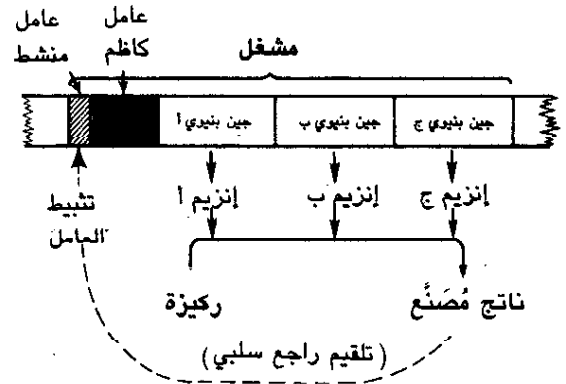 عامل
منشط
عامل
كاظم
مشغل
جين بنيوي أ
جين بنيوي ب
جين بنيوي ج
إنزيم أ
إنزيم ب
إنزيم ج
تثبيط
العامل
ركيزة
ناتج مُصَنَّع
(تلقيم راجع سلبي)